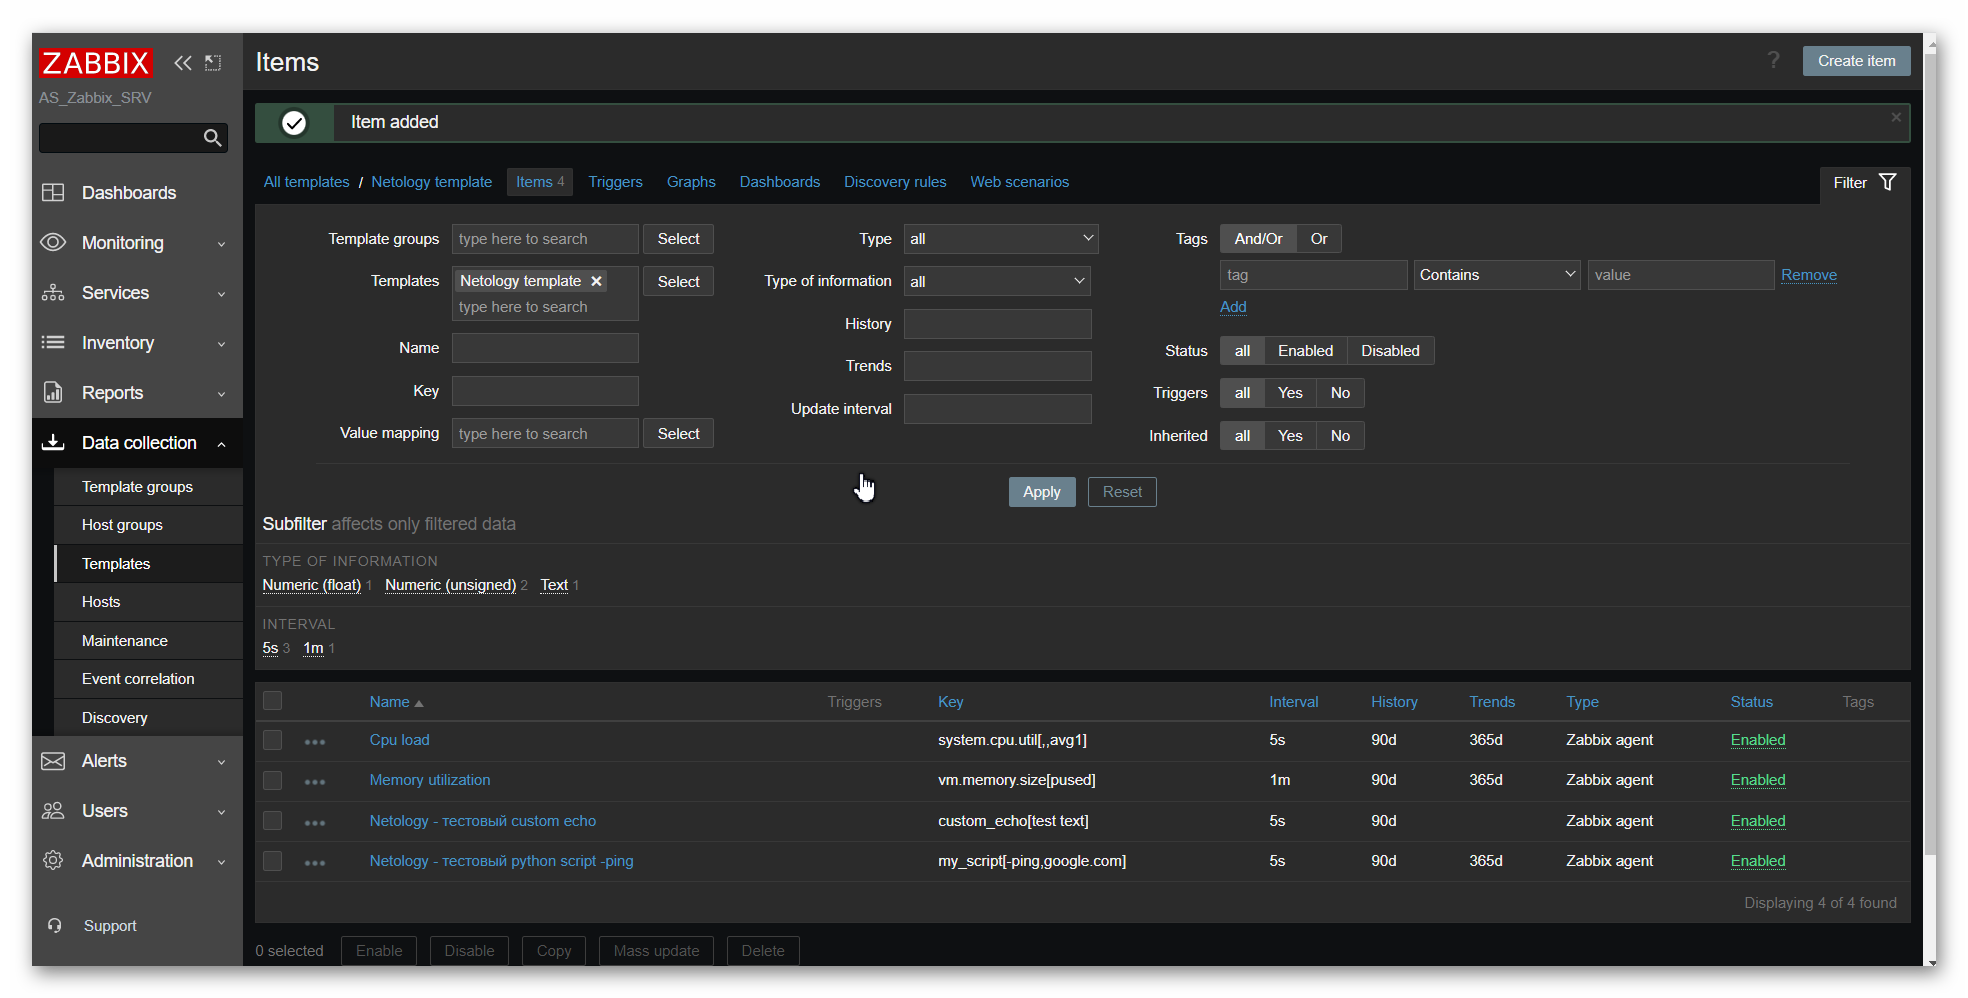 ZABBIX
AS_Zabbix_SRV
Dashboards
Monitoring
Services
Inventory
Reports
Data collection
Template groups
Host groups
Templates
Hosts
Maintenance
Event correlation
Discovery
Alerts
Users
Administration
Support
Items
? Create item
Item added
All templates / Netology template Items 4 Triggers Graphs Dashboards Discovery rules Web scenarios Filter
Template groups type here to search Select
Templates Netology template Select
type here to search
Name
Key
Value mapping type here to search Select
Type all
Type of information all
History
Trends
Update interval
Tags And/Or Or
tag Contains value Remove
Add
Status all Enabled Disabled
Triggers all Yes No
Inherited all Yes No
Apply Reset
Subfilter affects only filtered data
TYPE OF INFORMATION
Numeric (float) 1 Numeric (unsigned) 2 Text 1
INTERVAL
5s 3 1m 1
Name Triggers Key Interval History Trends Type Status Tags
Cpu load system.cpu.util[,,avg1] 5s 90d 365d Zabbix agent Enabled
Memory utilization vm.memory.size[pused] 1m 90d 365d Zabbix agent Enabled
Netology - тестовый custom echo custom_echo[test text] 5s 90d Zabbix agent Enabled
Netology - тестовый python script -ping my_script[-ping,google.com] 5s 90d 365d Zabbix agent Enabled
Displaying 4 of 4 found
0 selected Enable Disable Copy Mass update Delete